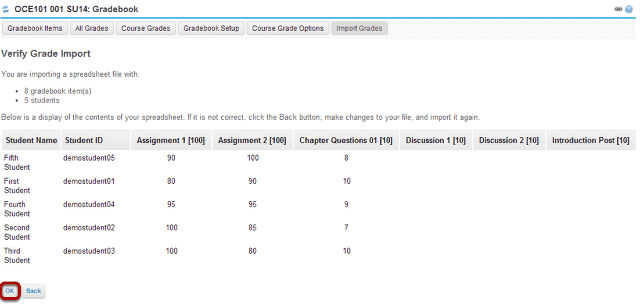 OCE101 001 SU14: Gradebook
Gradebook Items All Grades Course Grades Gradebook Setup Course Grade Options Import Grades
Verify Grade Import
You are importing a spreadsheet file with:
8 gradebook item(s)
5 students
Below is a display of the contents of your spreadsheet. If it is not correct, click the Back button, make changes to your file, and import it again.
Student Name Student ID Assignment 1 [100] Assignment 2 [100] Chapter Questions 01 [10] Discussion 1 [10] Discussion 2 [10] Introduction Post [10]
Fifth Student demostudent05 90 100 8
First Student demostudent01 80 90 10
Fourth Student demostudent04 95 95 9
Second Student demostudent02 100 85 7
Third Student demostudent03 100 80 10
OK Back